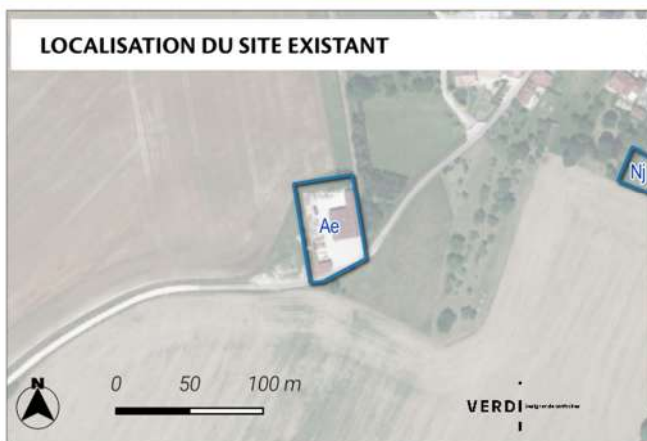 LOCALISATION DU SITE EXISTANT
Nj
Ae
N
0 50 100 m
VERDI